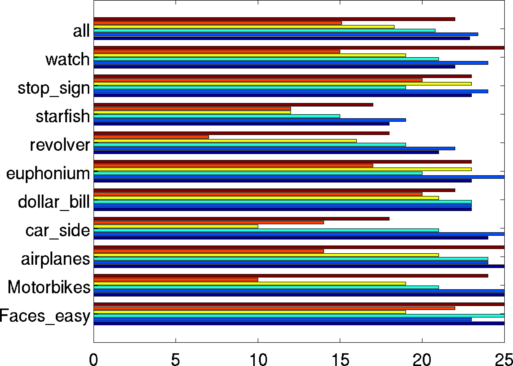 all
watch
stop_sign
starfish
revolver
euphonium
dollar_bill
car_side
airplanes
Motorbikes
Faces_easy
0 5 10 15 20 25